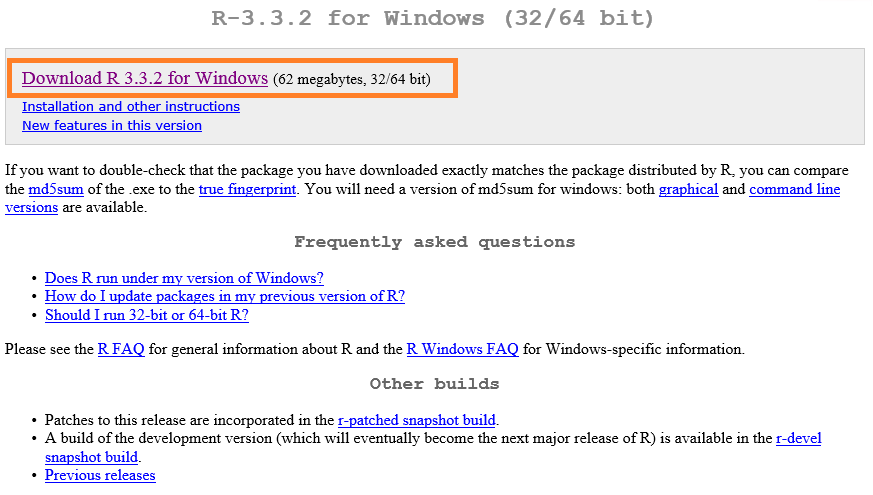 R-3.3.2 for Windows (32/64 bit)
Download R 3.3.2 for Windows (62 megabytes, 32/64 bit)
Installation and other instructions
New features in this version
If you want to double-check that the package you have downloaded exactly matches the package distributed by R, you can compare
the md5sum of the .exe to the true fingerprint. You will need a version of md5sum for windows: both graphical and command line
versions are available.
Frequently asked questions
• Does R run under my version of Windows?
• How do I update packages in my previous version of R?
• Should I run 32-bit or 64-bit R?
Please see the R FAQ for general information about R and the R Windows FAQ for Windows-specific information.
Other builds
• Patches to this release are incorporated in the r-patched snapshot build.
• A build of the development version (which will eventually become the next major release of R) is available in the r-devel
snapshot build.
• Previous releases